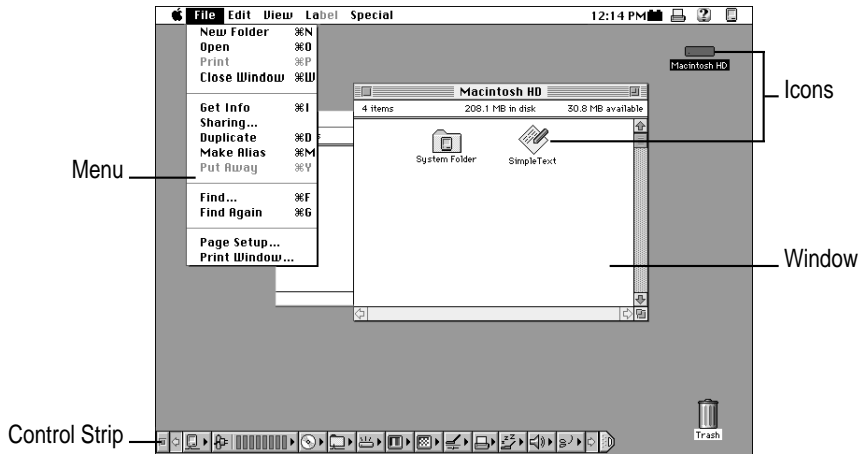 File Edit View Label Special 12:14 PM
New Folder ⌘N
Open ⌘O
Print ⌘P
Close Window ⌘W
Get Info ⌘I
Sharing...
Duplicate ⌘D
Make Alias ⌘M
Put Away ⌘Y
Find... ⌘F
Find Again ⌘G
Page Setup...
Print Window...
Macintosh HD
Macintosh HD
4 items 208.1 MB in disk 30.8 MB available
System Folder
SimpleText
Trash
Icons
Menu
Window
Control Strip